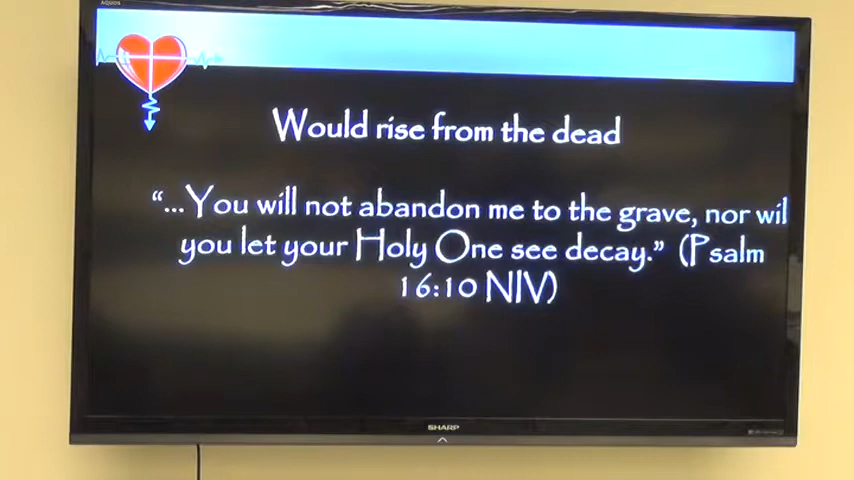 AQUOS
Would rise from the dead
“...You will not abandon me to the grave, nor wil
you let your Holy One see decay.” (Psalm
16:10 NIV)
SHARP